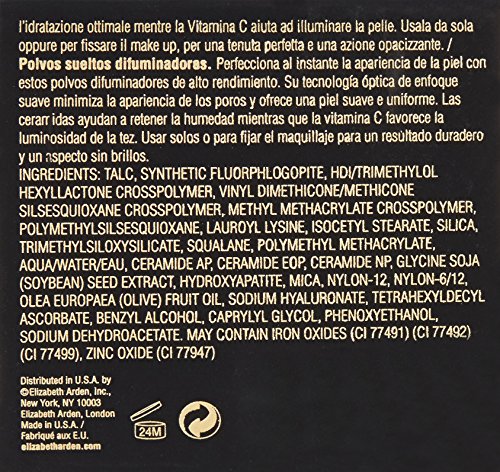 l'idratazione ottimale mentre la Vitamina C aiuta ad illuminare la pelle. Usala da sola
oppure per fissare il make up, per una tenuta perfetta e una azione opacizzante. /
Polvos sueltos difuminadores. Perfecciona al instante la apariencia de la piel con
estos polvos difuminadores de alto rendimiento. Su tecnología óptica de enfoque
suave minimiza la apariencia de los poros y ofrece una piel suave e uniforme. Las
ceramidas ayudan a retener la humedad mientras que la vitamina C favorece la
luminosidad de la tez. Usar solos o para fijar el maquillaje para un resultado duradero
y un aspecto sin brillos.
INGREDIENTS: TALC, SYNTHETIC FLUORPHLOGOPITE, HDI/TRIMETHYLOL
HEXYLLACTONE CROSSPOLYMER, VINYL DIMETHICONE/METHICONE
SILSESQUIOXANE CROSSPOLYMER, METHYL METHACRYLATE CROSSPOLYMER,
POLYMETHYLSILSESQUIOXANE, LAUROYL LYSINE, ISOCETYL STEARATE, SILICA,
TRIMETHYLSILOXYSILICATE, SQUALANE, POLYMETHYL METHACRYLATE,
AQUA/WATER/EAU, CERAMIDE AP, CERAMIDE EOP, CERAMIDE NP, GLYCINE SOJA
(SOYBEAN) SEED EXTRACT, HYDROXYAPATITE, MICA, NYLON-12, NYLON-6/12,
OLEA EUROPAEA (OLIVE) FRUIT OIL, SODIUM HYALURONATE, TETRAHEXYLDECYL
ASCORBATE, BENZYL ALCOHOL, CAPRYLYL GLYCOL, PHENOXYETHANOL,
SODIUM DEHYDROACETATE. MAY CONTAIN IRON OXIDES (CI 77491) (CI 77492)
(CI 77499), ZINC OXIDE (CI 77947)
Distributed in U.S.A. by
©Elizabeth Arden, Inc.,
New York, NY 10003
Elizabeth Arden, London
Made in U.S.A./
Fabriqué aux E.U.
elizabetharden.com
24M